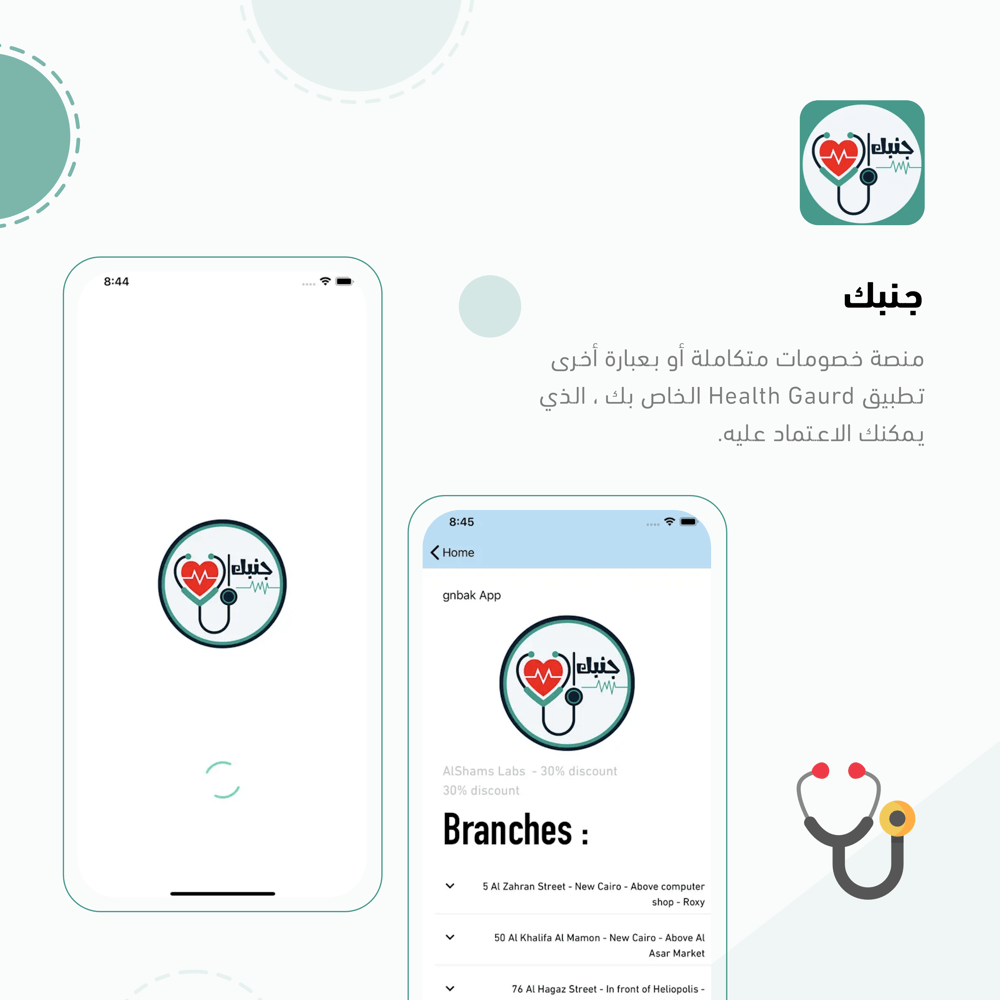 جنبك
جنبك
منصة خصومات متكاملة أو بعبارة أخرى
تطبيق Health Gaurd الخاص بك ، الذي
يمكنك الاعتماد عليه.
8:44
جنبك
8:45
Home
gnbak App
جنبك
AlShams Labs - 30% discount
30% discount
Branches :
5 Al Zahran Street - New Cairo - Above computer
shop - Roxy
50 Al Khalifa Al Mamon - New Cairo - Above Al
Asar Market
76 Al Hagaz Street - In front of Heliopolis -